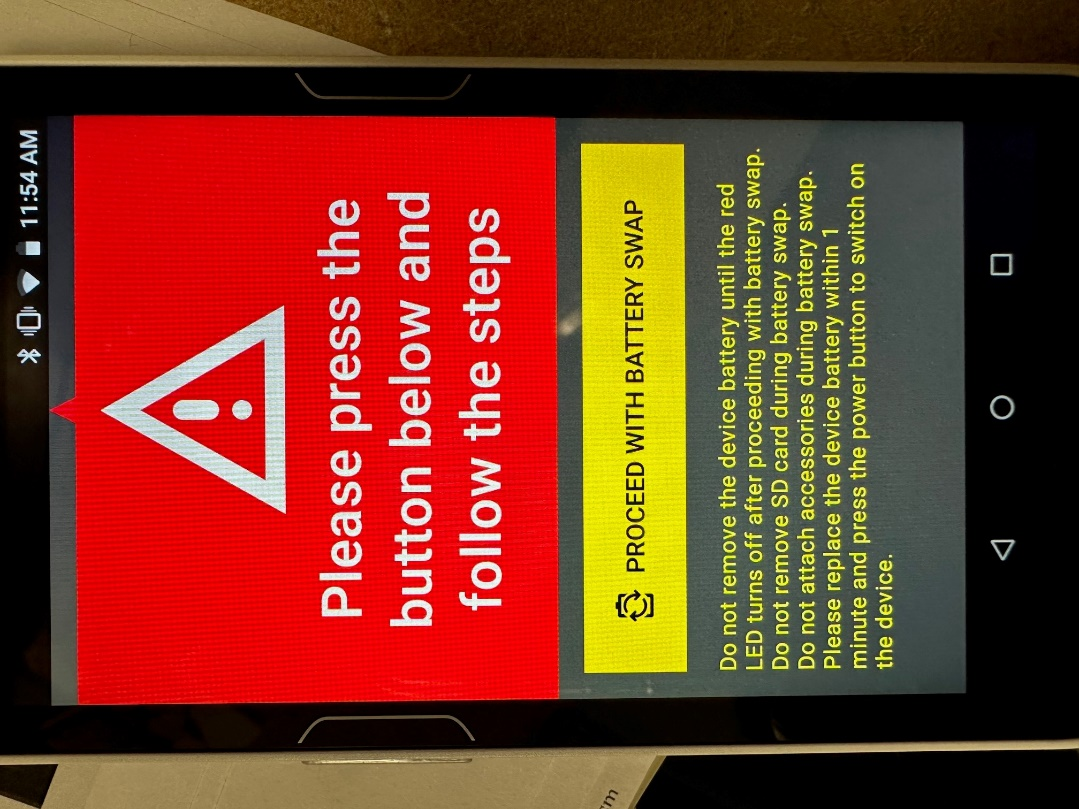 11:54 AM
Please press the
button below and
follow the steps
PROCEED WITH BATTERY SWAP
Do not remove the device battery until the red
LED turns off after proceeding with battery swap.
Do not remove SD card during battery swap.
Do not attach accessories during battery swap.
Please replace the device battery within 1
minute and press the power button to switch on
the device.